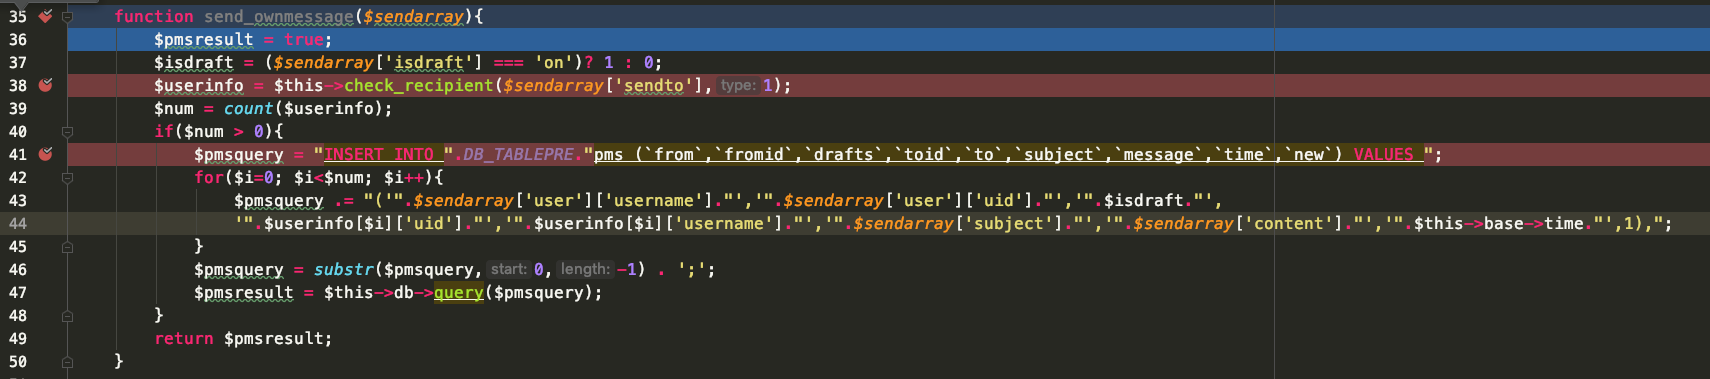 35 function send_ownmessage($sendarray){
36 $pmsresult = true;
37 $isdraft = ($sendarray['isdraft'] === 'on')? 1 : 0;
38 $userinfo = $this->check_recipient($sendarray['sendto'], type: 1);
39 $num = count($userinfo);
40 if($num > 0){
41 $pmsquery = "INSERT INTO ".DB_TABLEPRE."pms (`from`,`fromid`,`drafts`,`toid`,`to`,`subject`,`message`,`time`,`new`) VALUES ";
42 for($i=0; $i<$num; $i++){
43 $pmsquery .= "('".$sendarray['user']['username']."','".$sendarray['user']['uid']."','".$isdraft."',
44 '".$userinfo[$i]['uid']."','".$userinfo[$i]['username']."','".$sendarray['subject']."','".$sendarray['content']."','".$this->base->time."',1),";
45 }
46 $pmsquery = substr($pmsquery, start: 0, length: -1) . ';';
47 $pmsresult = $this->db->query($pmsquery);
48 }
49 return $pmsresult;
50 }